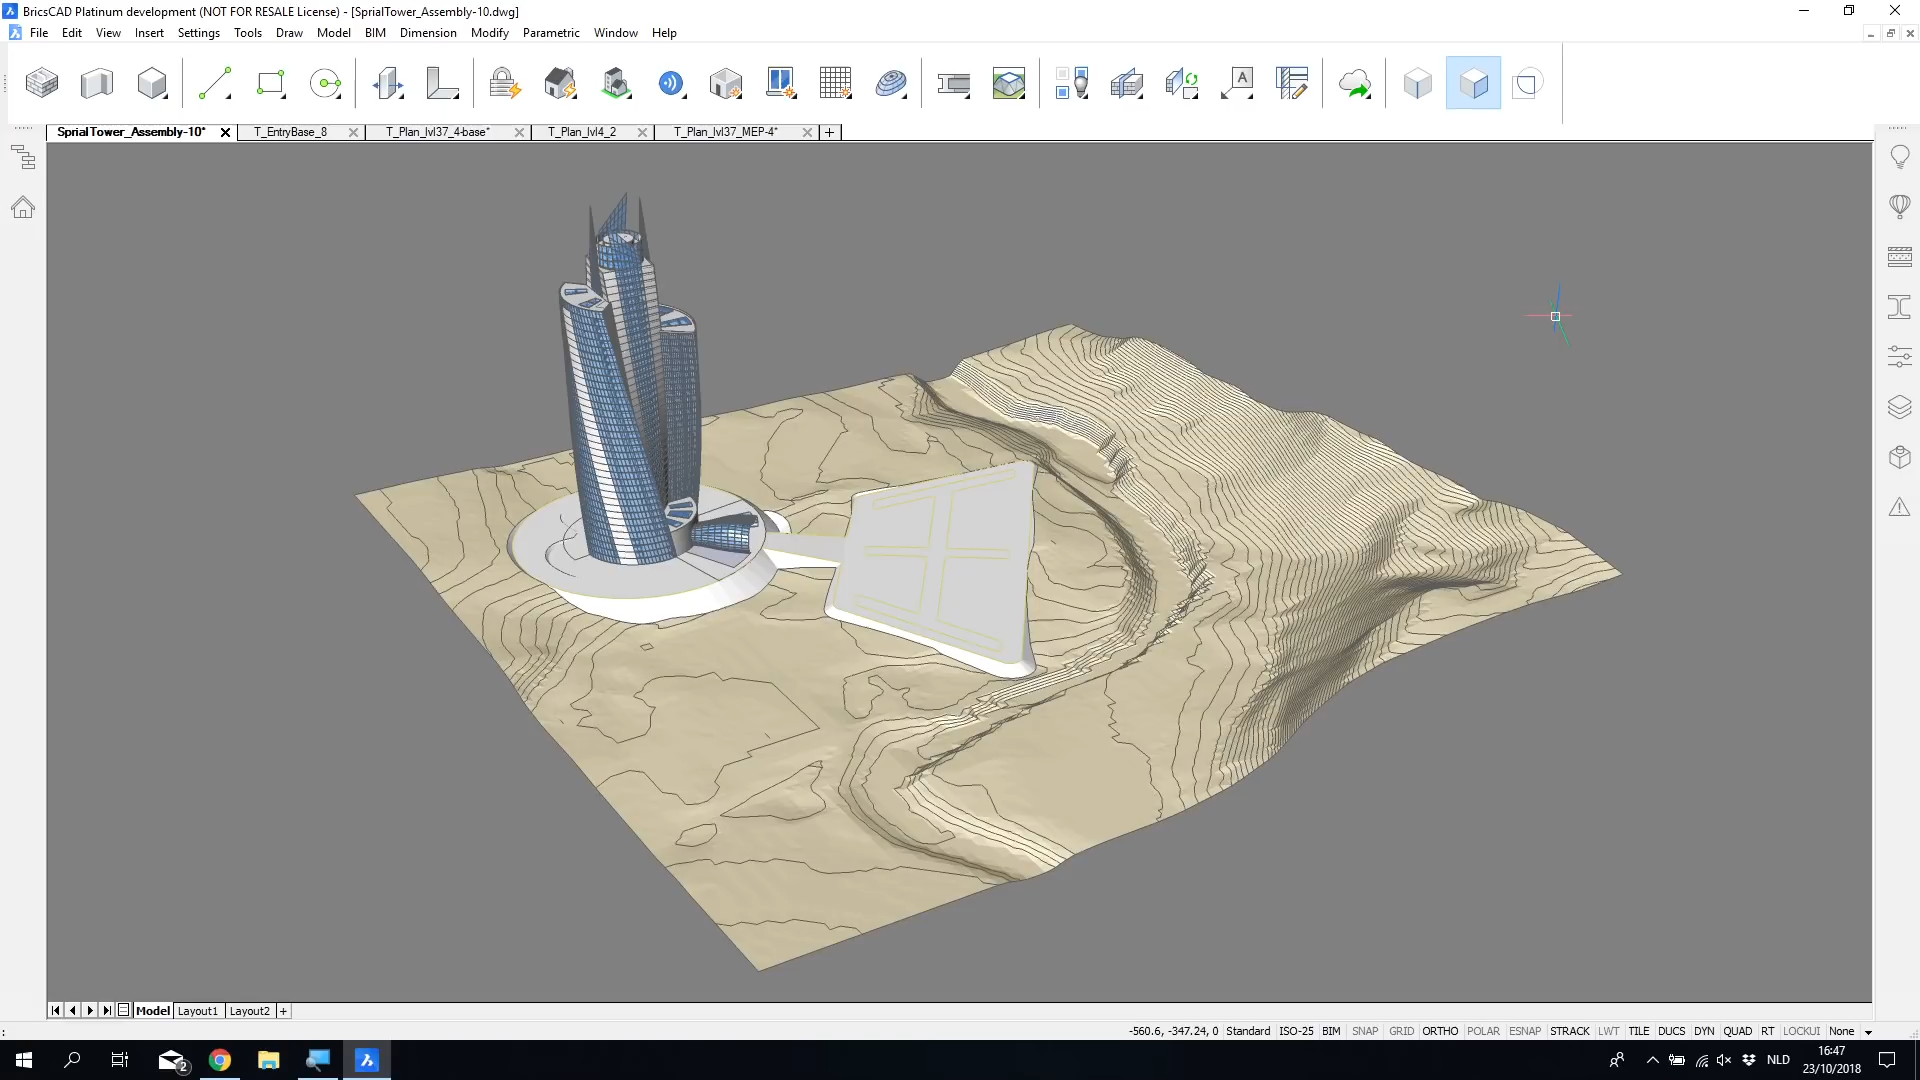 BricsCAD Platinum development (NOT FOR RESALE License) - [SprialTower_Assembly-10.dwg]
File Edit View Insert Settings Tools Draw Model BIM Dimension Modify Parametric Window Help
A
SprialTower_Assembly-10* T_EntryBase_8 T_Plan_lvl37_4-base* T_Plan_lvl4_2 T_Plan_lvl37_MEP-4* +
Model Layout1 Layout2 +
: -560.6, -347.24, 0 Standard ISO-25 BIM SNAP GRID ORTHO POLAR ESNAP STRACK LWT TILE DUCS DYN QUAD RT LOCKUI None
2 NLD 16:47
23/10/2018